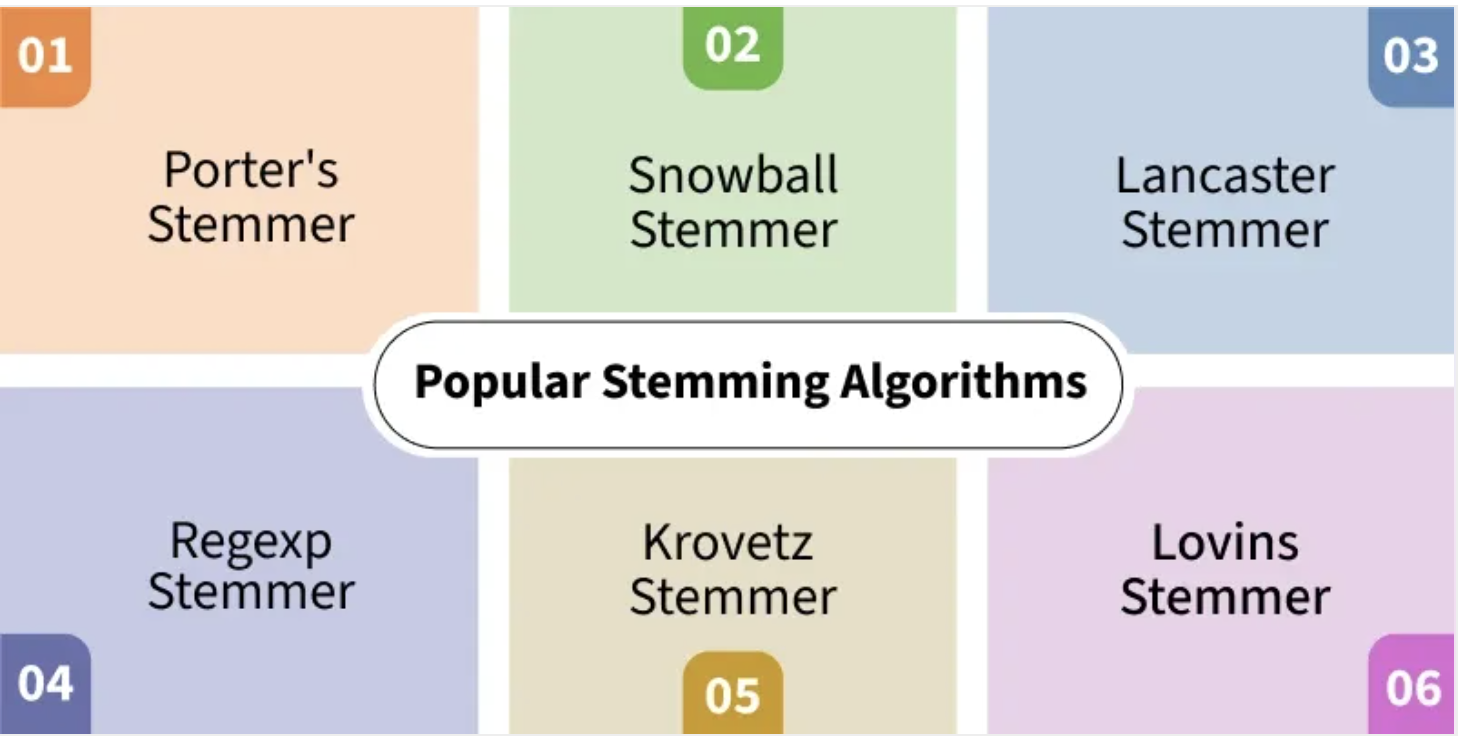 01
Porter's
Stemmer
02
Snowball
Stemmer
03
Lancaster
Stemmer
Popular Stemming Algorithms
Regexp
Stemmer
04
Krovetz
Stemmer
05
Lovins
Stemmer
06